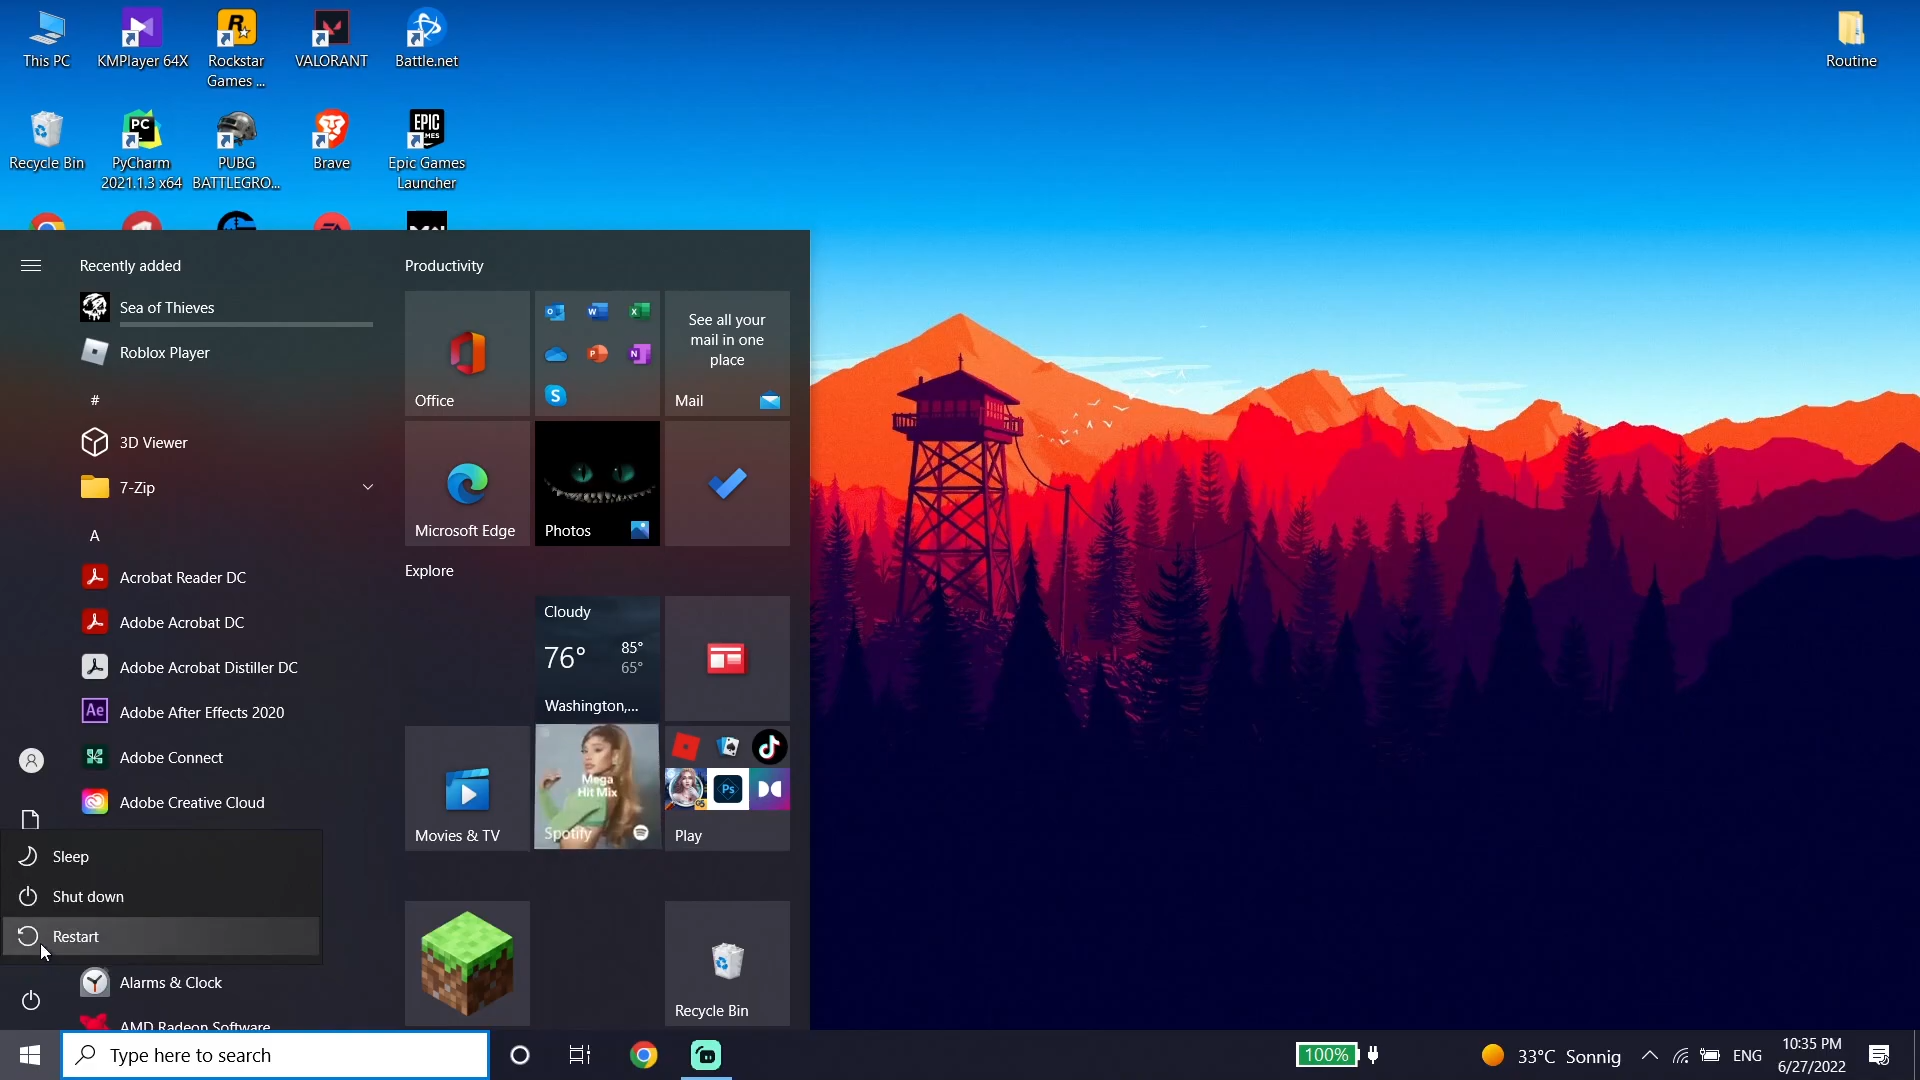 This PC
KMPlayer 64X
Rockstar
Games ...
VALORANT
Battle.net
Routine
Recycle Bin
PyCharm
2021.1.3 x64
PUBG
BATTLEGRO...
Brave
Epic Games
Launcher
Recently added
Sea of Thieves
Roblox Player
#
3D Viewer
7-Zip
A
Acrobat Reader DC
Adobe Acrobat DC
Adobe Acrobat Distiller DC
Adobe After Effects 2020
Adobe Connect
Adobe Creative Cloud
Sleep
Shut down
Restart
Alarms & Clock
AMD Radeon Software
Productivity
Office
See all your
mail in one
place
Mail
Microsoft Edge
Photos
Explore
Cloudy
76°
85°
65°
Washington,...
Movies & TV
Mega
Hit Mix
Spotify
Play
Recycle Bin
Type here to search
100%
33°C Sonnig
ENG
10:35 PM
6/27/2022